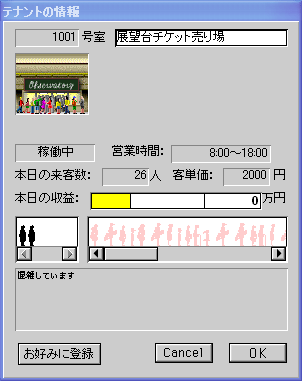 テナントの情報
1001 号室 展望台チケット売り場
Observatory
稼働中 営業時間: 8:00～18:00
本日の来客数: 26 人 客単価: 2000 円
本日の収益: 0 万円
混雑しています
お好みに登録 Cancel OK